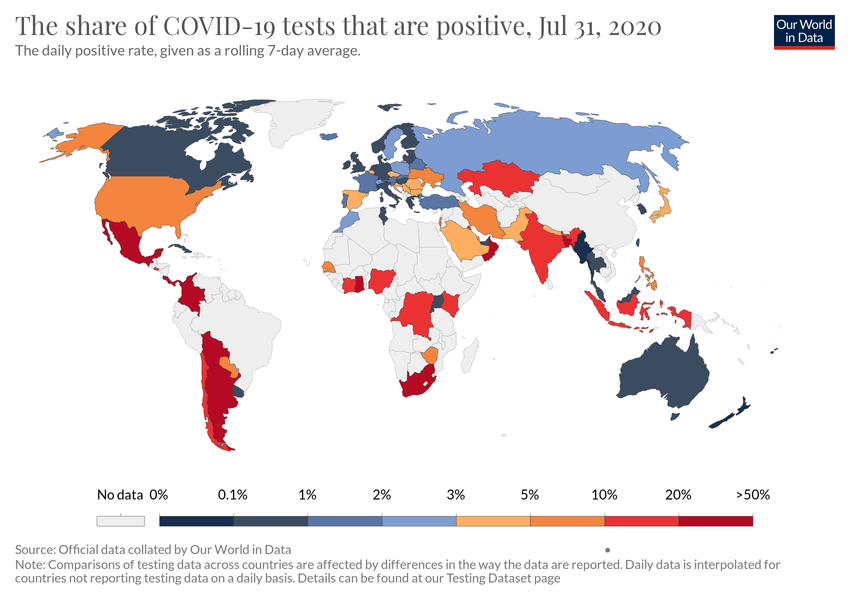 The share of COVID-19 tests that are positive, Jul 31, 2020
The daily positive rate, given as a rolling 7-day average.
Our World
in Data
No data 0% 0.1% 1% 2% 3% 5% 10% 20% >50%
Source: Official data collated by Our World in Data
Note: Comparisons of testing data across countries are affected by differences in the way the data are reported. Daily data is interpolated for
countries not reporting testing data on a daily basis. Details can be found at our Testing Dataset page